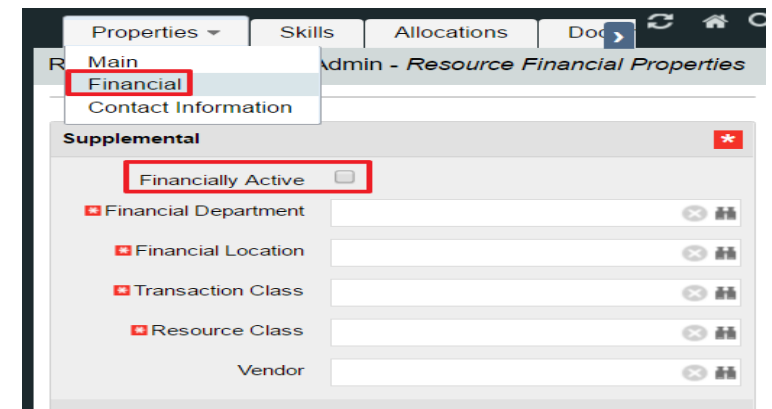 Properties Skills Allocations Doc
Main
R Admin - Resource Financial Properties
Financial
Contact Information
Supplemental *
Financially Active
Financial Department
Financial Location
Transaction Class
Resource Class
Vendor